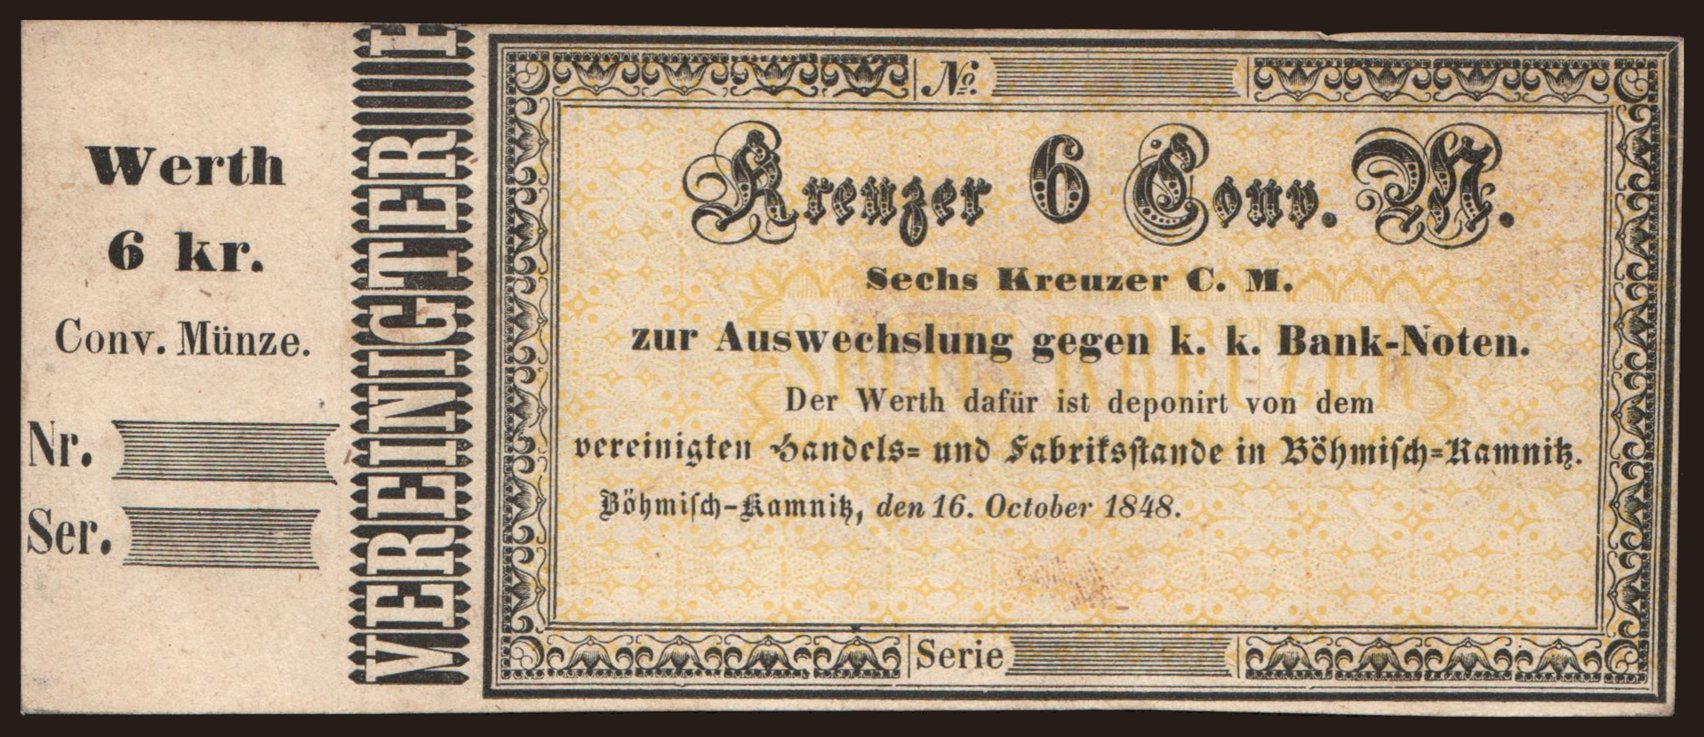 Werth
6 kr.
Conv. Münze.
Nr.
Ser.
VEREINIGTER
No.
Kreuzer 6 Conv. M.
Sechs Kreuzer C. M.
zur Auswechslung gegen k. k. Bank-Noten.
Der Werth dafür ist deponirt von dem
vereinigten Handels- und Fabriksstande in Böhmisch-Kamnitz.
Böhmisch-Kamnitz, den 16. October 1848.
Serie